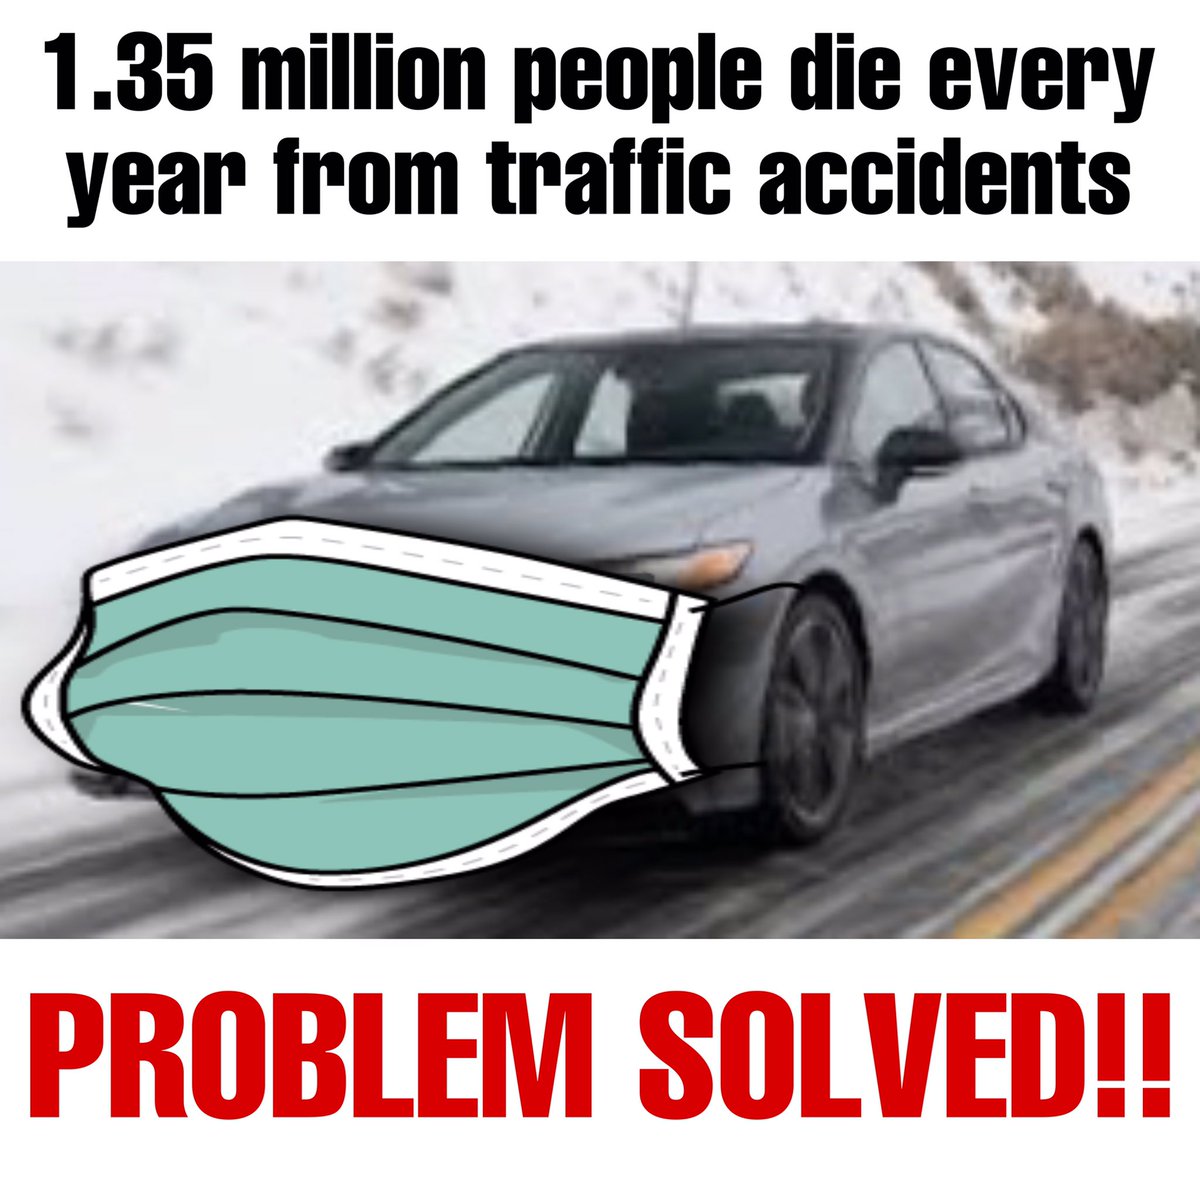 1.35 million people die every
year from traffic accidents
PROBLEM SOLVED!!